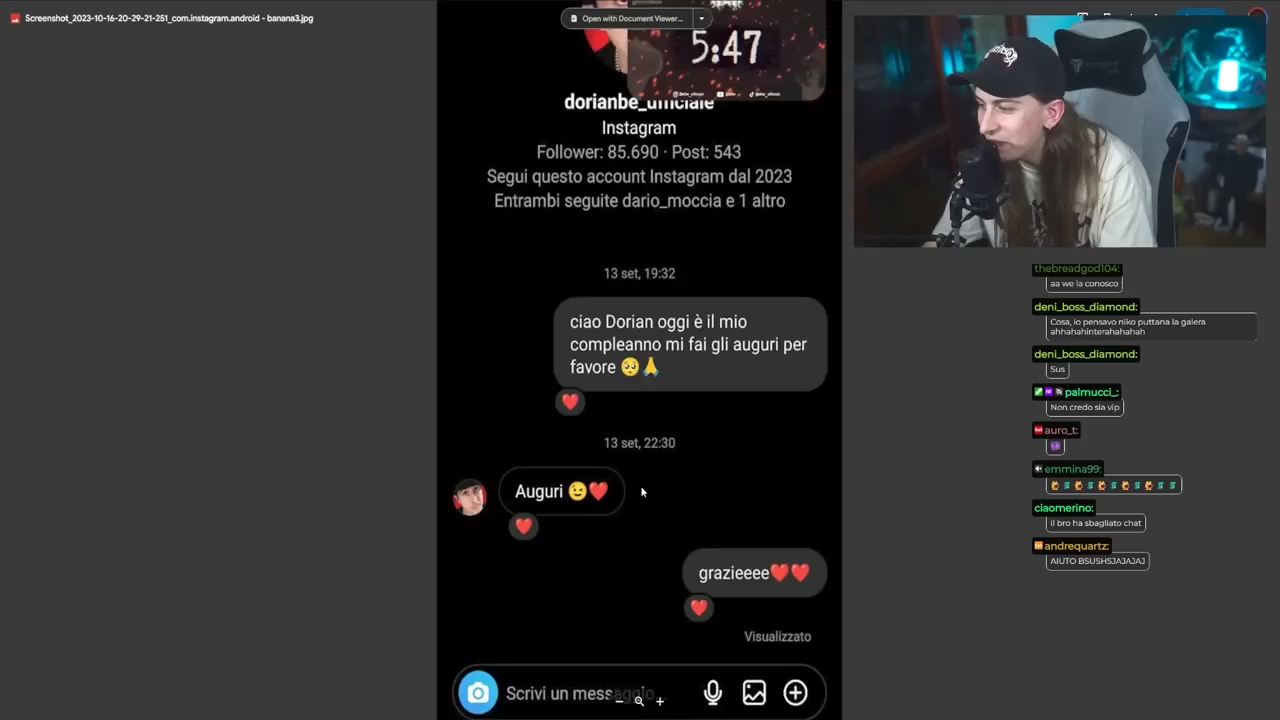 Screenshot_2023-10-16-20-29-21-251_com.instagram.android - banana3.jpg
Open with Document Viewer...
5:47
dorianbe_ufficiale
Instagram
Follower: 85.690 · Post: 543
Segui questo account Instagram dal 2023
Entrambi seguite dario_moccia e 1 altro
13 set, 19:32
ciao Dorian oggi è il mio
compleanno mi fai gli auguri per
favore 🥺🙏
❤️
13 set, 22:30
Auguri 😉❤️
❤️
grazieeee❤️❤️
❤️
Visualizzato
Scrivi un messaggio...
thebreadgod104:
aa we la conosco
deni_boss_diamond:
Cosa, io pensavo niko puttana la galera
ahhahahinterahahahah
deni_boss_diamond:
Sus
palmucci_:
Non credo sia vip
auro_t:
emmina99:
ciaomerino:
il bro ha sbagliato chat
andrequartz:
AIUTO BSUSHSJAJAJAJ